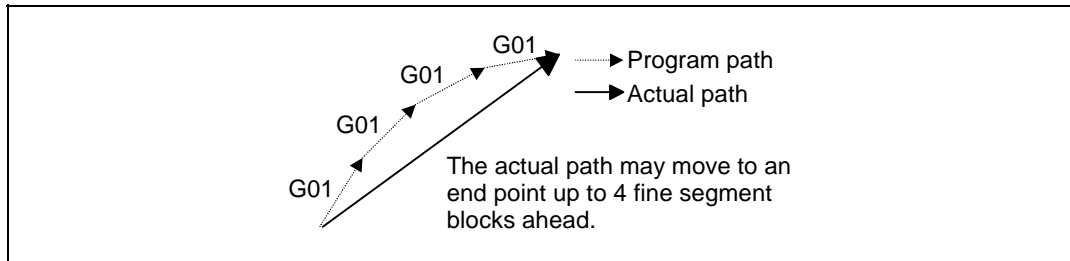 G01
Program path
G01
Actual path
G01
The actual path may move to an
end point up to 4 fine segment
blocks ahead.
G01